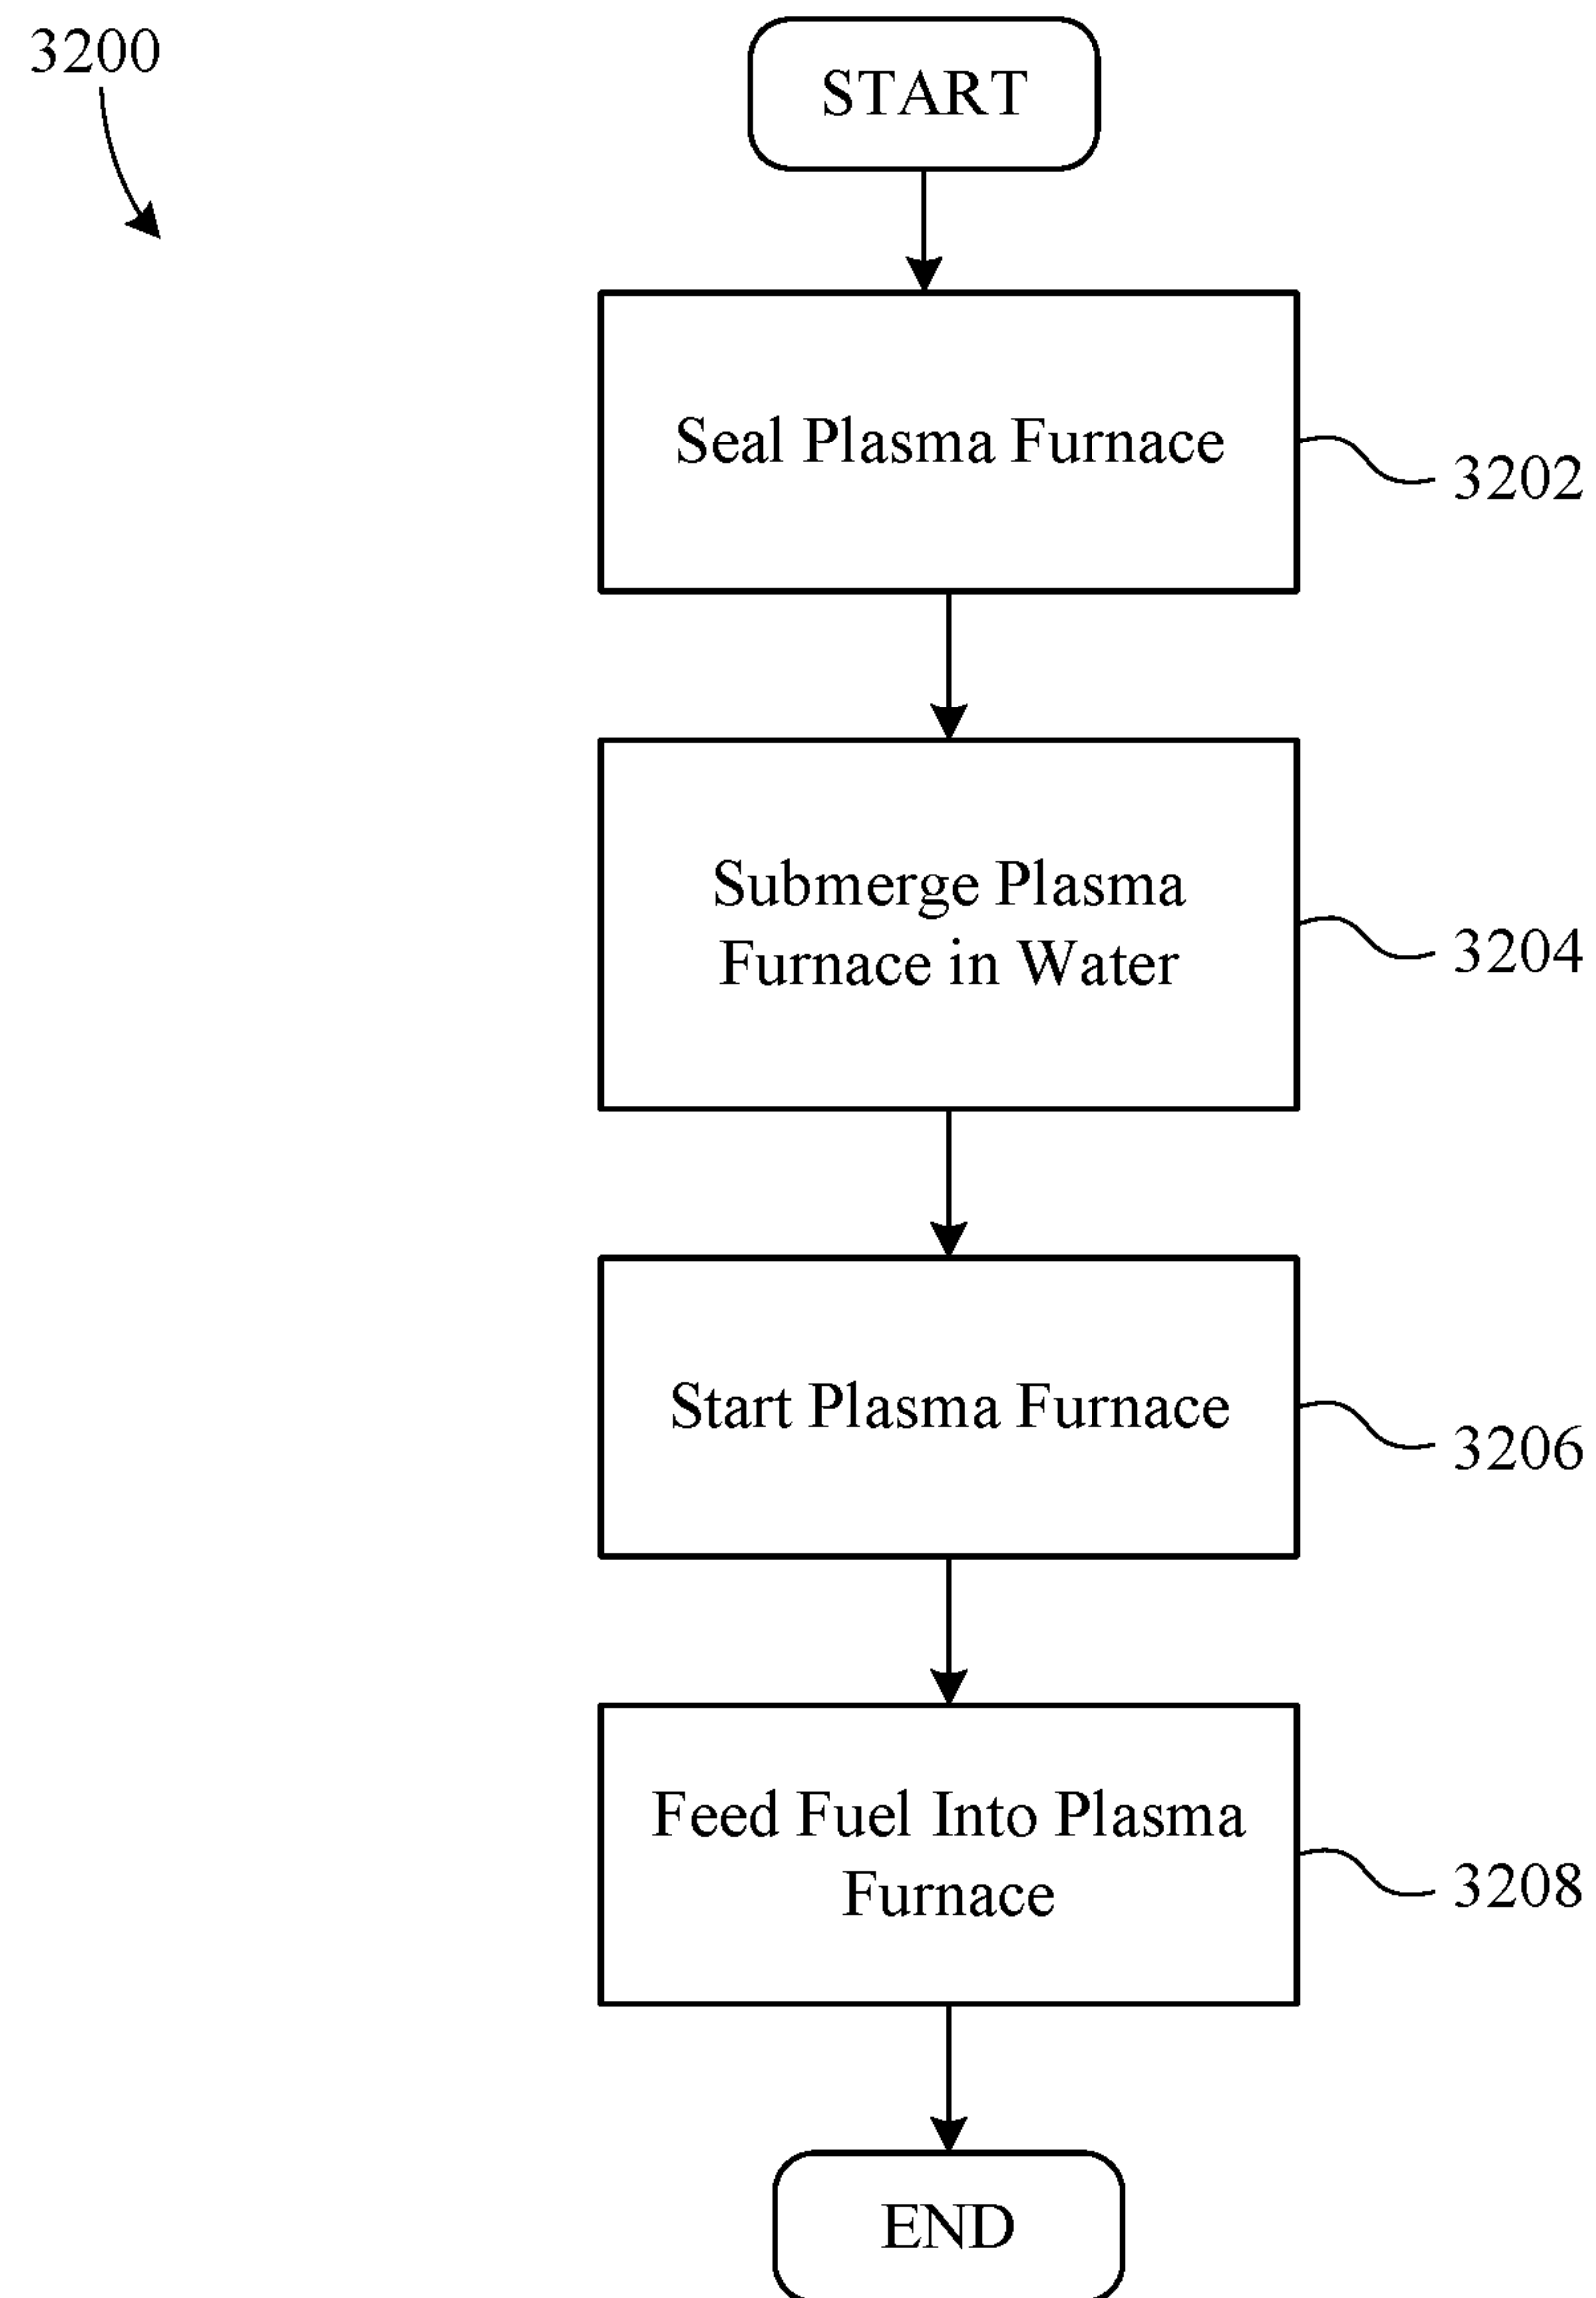 3200
START
Seal Plasma Furnace
3202
Submerge Plasma
Furnace in Water
3204
Start Plasma Furnace
3206
Feed Fuel Into Plasma
Furnace
3208
END